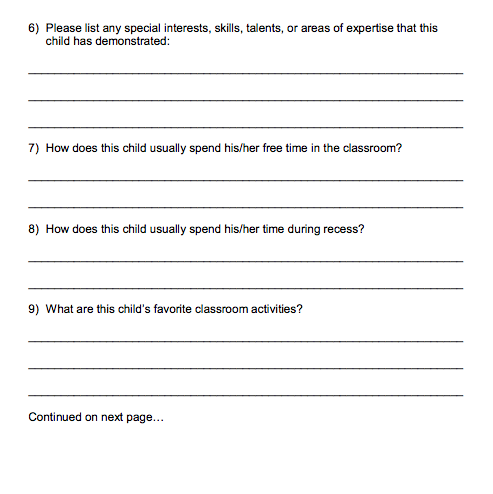 6) Please list any special interests, skills, talents, or areas of expertise that this
child has demonstrated:
7) How does this child usually spend his/her free time in the classroom?
8) How does this child usually spend his/her time during recess?
9) What are this child’s favorite classroom activities?
Continued on next page…